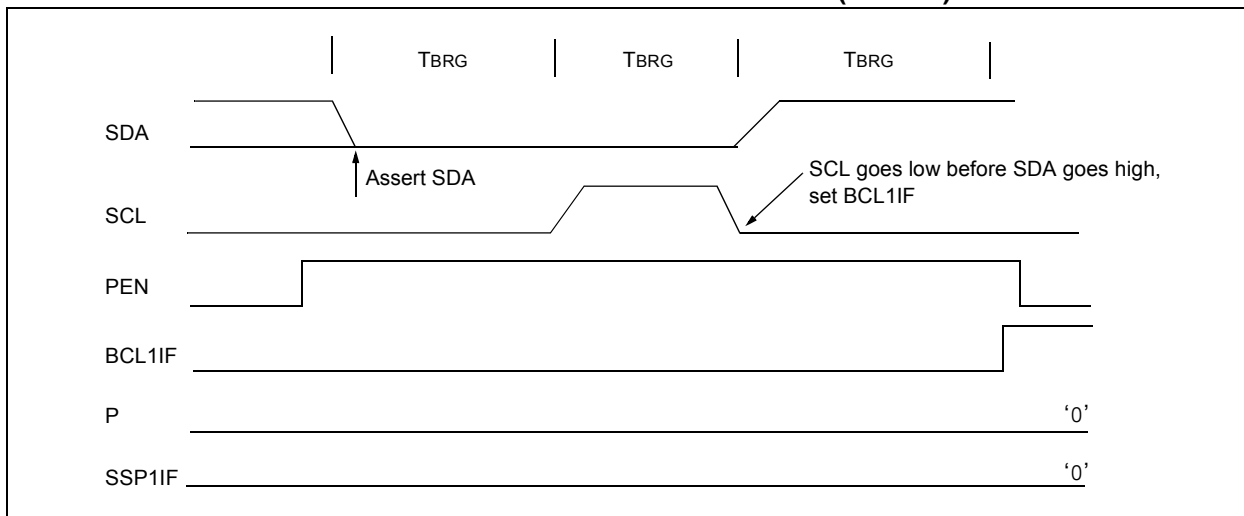 TBRG TBRG TBRG
SDA
Assert SDA
SCL goes low before SDA goes high,
set BCL1IF
SCL
PEN
BCL1IF
P '0'
SSP1IF '0'